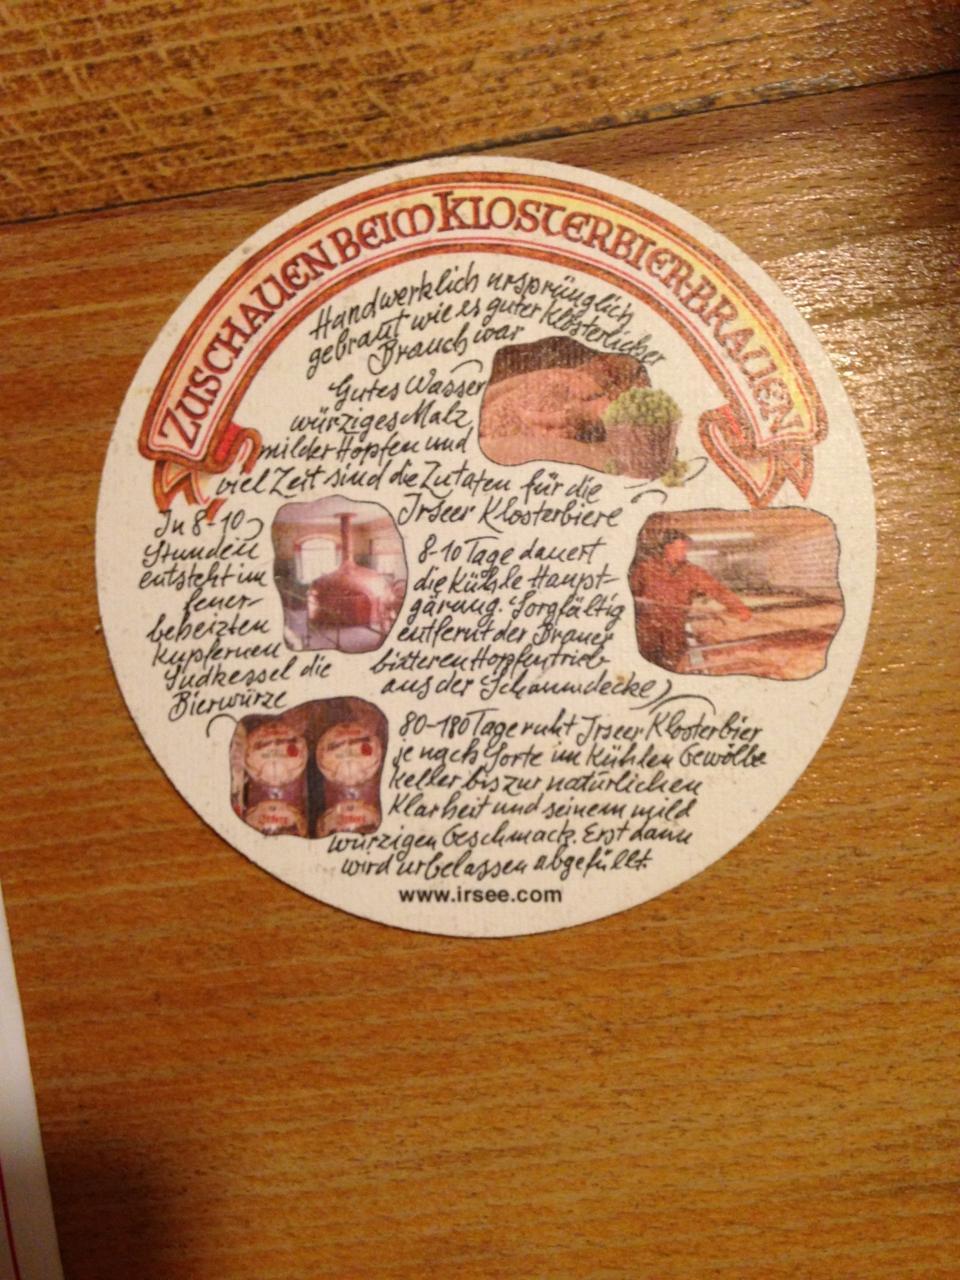 ZUSCHAUEN BEIM KLOSTERBIER-BRAUEN
Handwerklich ursprünglich
gebraut wie es guter klösterlicher
Brauch war
Gutes Wasser
würziges Malz,
milder Hopfen und
viel Zeit sind die Zutaten für die
Irseer Klosterbiere
In 8-10
Stunden
entsteht im
feuer-
beheizten
kupfernen
Sudkessel die
Bierwürze
8-10 Tage dauert
die kühle Haupt-
gärung. Sorgfältig
entfernt der Brauer
bitteren Hopfentrieb
aus der Schaumdecke
80-180 Tage ruht Irseer Klosterbier
je nach Sorte im kühlen Gewölbe
keller bis zur natürlichen
Klarheit und seinem mild
würzigen Geschmack. Erst dann
wird urbelassen abgefüllt.
www.irsee.com